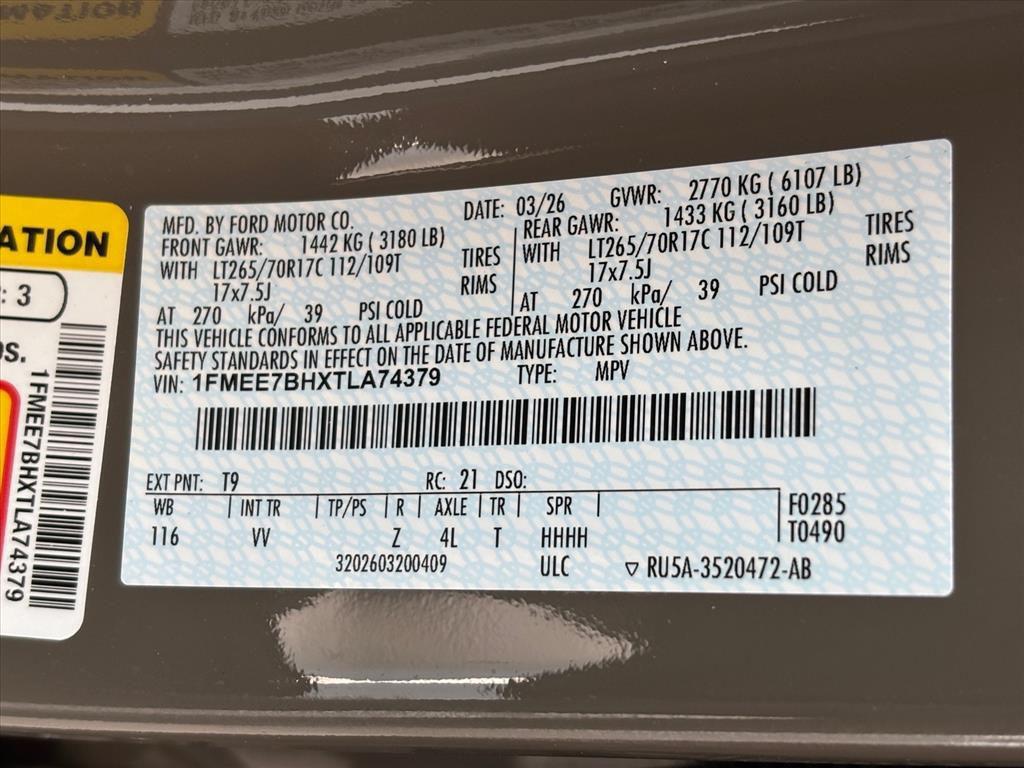 ATION
: 3
os.
1FMEE7BHXTLA74379
MFD. BY FORD MOTOR CO.
DATE: 03/26 GVWR: 2770 KG ( 6107 LB)
FRONT GAWR: 1442 KG ( 3180 LB)
WITH LT265/70R17C 112/109T TIRES
17x7.5J RIMS
AT 270 kPa/ 39 PSI COLD
REAR GAWR: 1433 KG ( 3160 LB)
WITH LT265/70R17C 112/109T TIRES
17x7.5J RIMS
AT 270 kPa/ 39 PSI COLD
THIS VEHICLE CONFORMS TO ALL APPLICABLE FEDERAL MOTOR VEHICLE
SAFETY STANDARDS IN EFFECT ON THE DATE OF MANUFACTURE SHOWN ABOVE.
VIN: 1FMEE7BHXTLA74379 TYPE: MPV
EXT PNT: T9 RC: 21 DSO:
WB INT TR TP/PS R AXLE TR SPR F0285
116 VV Z 4L T HHHH T0490
3202603200409 ULC RU5A-3520472-AB